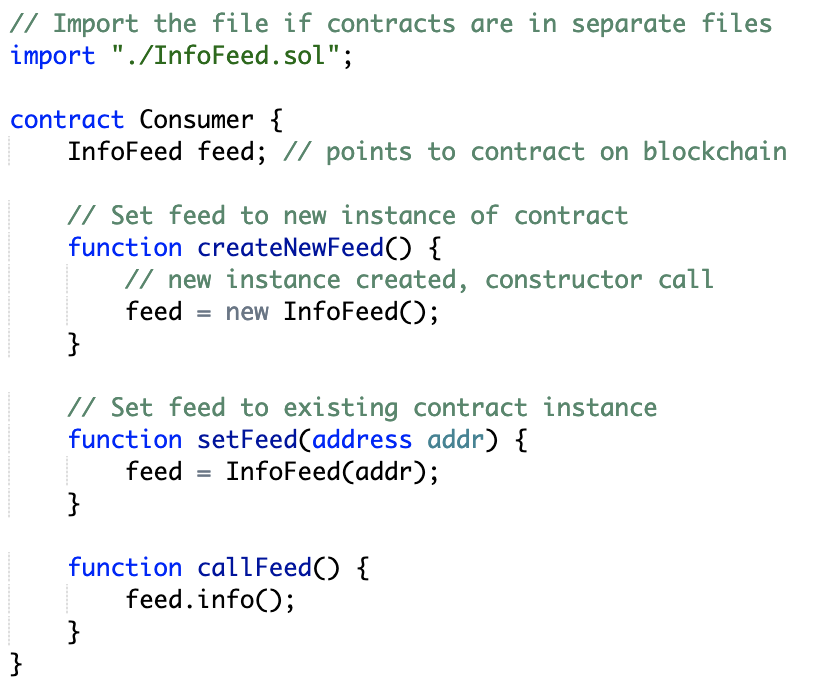 // Import the file if contracts are in separate files
import "./InfoFeed.sol";
contract Consumer {
InfoFeed feed; // points to contract on blockchain
// Set feed to new instance of contract
function createNewFeed() {
// new instance created, constructor call
feed = new InfoFeed();
}
// Set feed to existing contract instance
function setFeed(address addr) {
feed = InfoFeed(addr);
}
function callFeed() {
feed.info();
}
}